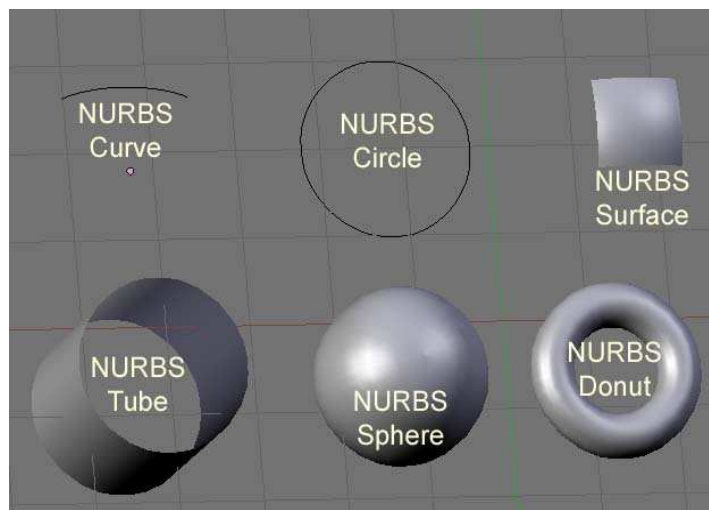 NURBS
Curve
NURBS
Circle
NURBS
Surface
NURBS
Tube
NURBS
Sphere
NURBS
Donut